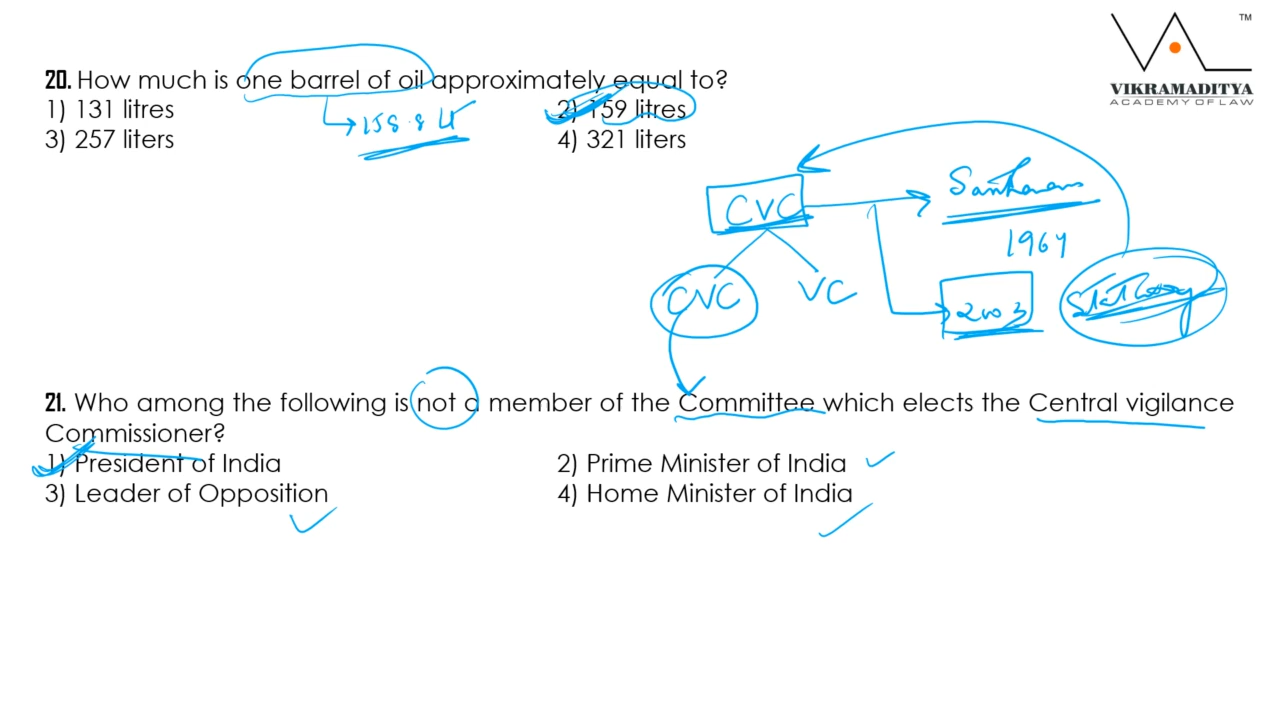 TM
VIKRAMADITYA
ACADEMY OF LAW
20. How much is one barrel of oil approximately equal to?
1) 131 litres 2) 159 litres
158.8 lt
3) 257 liters 4) 321 liters
Santhanam
CVC
1964
CVC VC
2003 Statutory
21. Who among the following is not a member of the Committee which elects the Central vigilance
Commissioner?
1) President of India 2) Prime Minister of India
3) Leader of Opposition 4) Home Minister of India